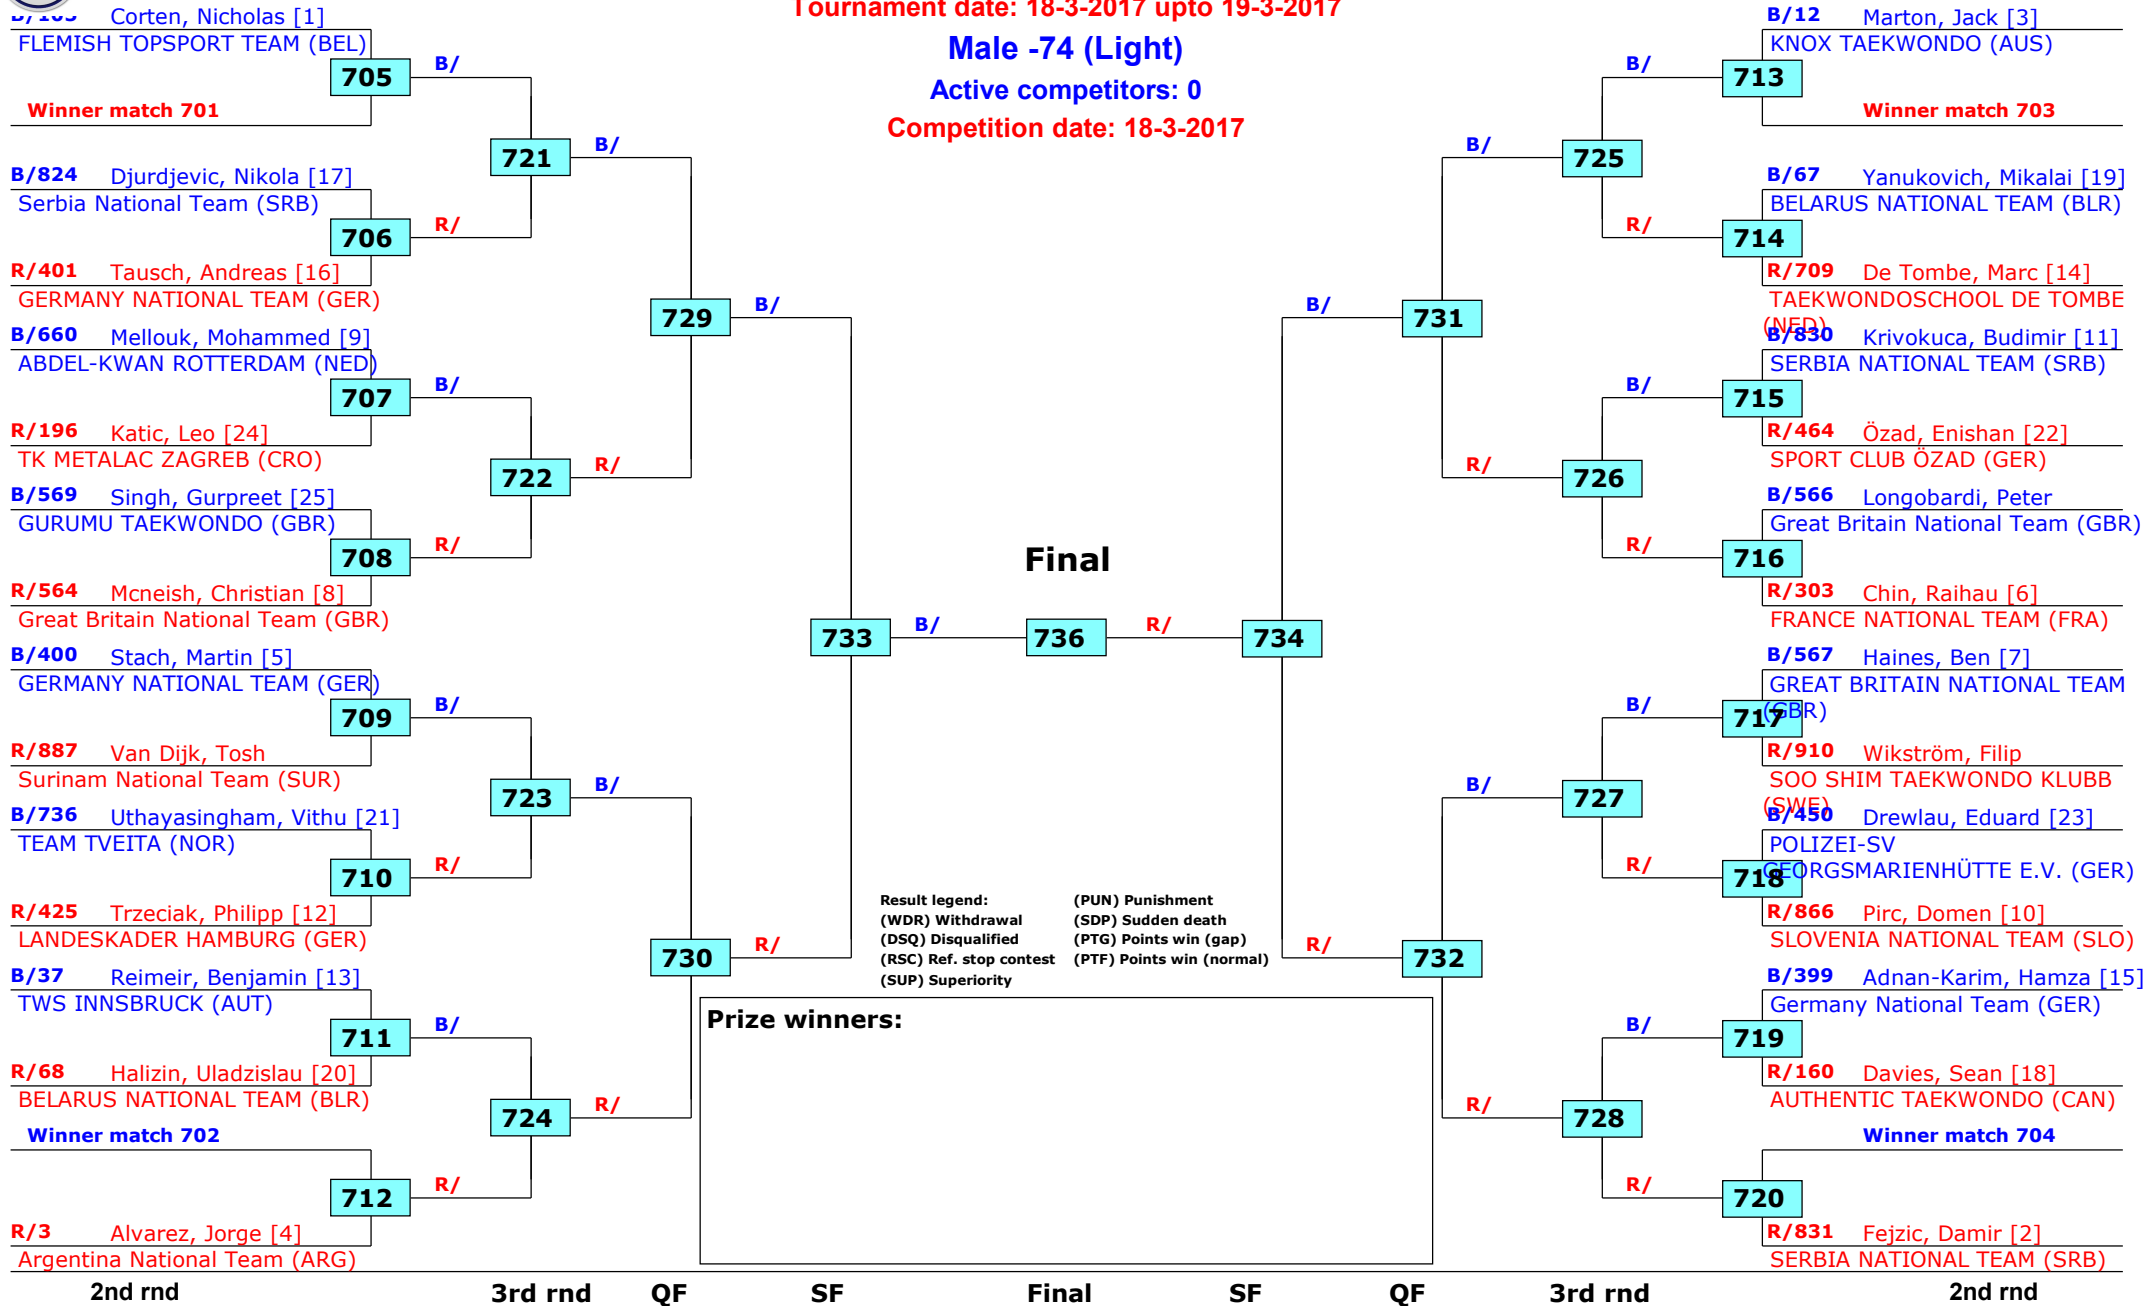 Tournament date: 18-3-2017 upto 19-3-2017
Male -74 (Light)
Active competitors: 0
Competition date: 18-3-2017
Corten, Nicholas [1]
FLEMISH TOPSPORT TEAM (BEL)
705
B/
Winner match 701
721
B/
B/824 Djurdjevic, Nikola [17]
Serbia National Team (SRB)
706
R/
R/401 Tausch, Andreas [16]
GERMANY NATIONAL TEAM (GER)
729
B/
B/660 Mellouk, Mohammed [9]
ABDEL-KWAN ROTTERDAM (NED)
707
B/
R/196 Katic, Leo [24]
TK METALAC ZAGREB (CRO)
722
R/
B/569 Singh, Gurpreet [25]
GURUMU TAEKWONDO (GBR)
708
R/
R/564 Mcneish, Christian [8]
Great Britain National Team (GBR)
733
B/
B/400 Stach, Martin [5]
GERMANY NATIONAL TEAM (GER)
709
B/
R/887 Van Dijk, Tosh
Surinam National Team (SUR)
723
B/
B/736 Uthayasingham, Vithu [21]
TEAM TVEITA (NOR)
710
R/
R/425 Trzeciak, Philipp [12]
LANDESKADER HAMBURG (GER)
730
R/
B/37 Reimeir, Benjamin [13]
TWS INNSBRUCK (AUT)
711
B/
R/68 Halizin, Uladzislau [20]
BELARUS NATIONAL TEAM (BLR)
724
R/
Winner match 702
712
R/
R/3 Alvarez, Jorge [4]
Argentina National Team (ARG)
Final
736
R/
734
Result legend:
(WDR) Withdrawal
(DSQ) Disqualified
(RSC) Ref. stop contest
(SUP) Superiority
(PUN) Punishment
(SDP) Sudden death
(PTG) Points win (gap)
(PTF) Points win (normal)
Prize winners:
B/12 Marton, Jack [3]
KNOX TAEKWONDO (AUS)
B/
713
Winner match 703
B/
725
B/67 Yanukovich, Mikalai [19]
BELARUS NATIONAL TEAM (BLR)
R/
714
R/709 De Tombe, Marc [14]
TAEKWONDOSCHOOL DE TOMBE
(NED)
B/
731
B/830 Krivokuca, Budimir [11]
SERBIA NATIONAL TEAM (SRB)
B/
715
R/464 Özad, Enishan [22]
SPORT CLUB ÖZAD (GER)
R/
726
B/566 Longobardi, Peter
Great Britain National Team (GBR)
R/
716
R/303 Chin, Raihau [6]
FRANCE NATIONAL TEAM (FRA)
B/567 Haines, Ben [7]
GREAT BRITAIN NATIONAL TEAM
(GBR)
B/
717
R/910 Wikström, Filip
SOO SHIM TAEKWONDO KLUBB
(SWE)
B/
727
B/450 Drewlau, Eduard [23]
POLIZEI-SV
GEORGSMARIENHÜTTE E.V. (GER)
R/
718
R/866 Pirc, Domen [10]
SLOVENIA NATIONAL TEAM (SLO)
R/
732
B/399 Adnan-Karim, Hamza [15]
Germany National Team (GER)
B/
719
R/160 Davies, Sean [18]
AUTHENTIC TAEKWONDO (CAN)
R/
728
Winner match 704
R/
720
R/831 Fejzic, Damir [2]
SERBIA NATIONAL TEAM (SRB)
2nd rnd 3rd rnd QF SF Final SF QF 3rd rnd 2nd rnd